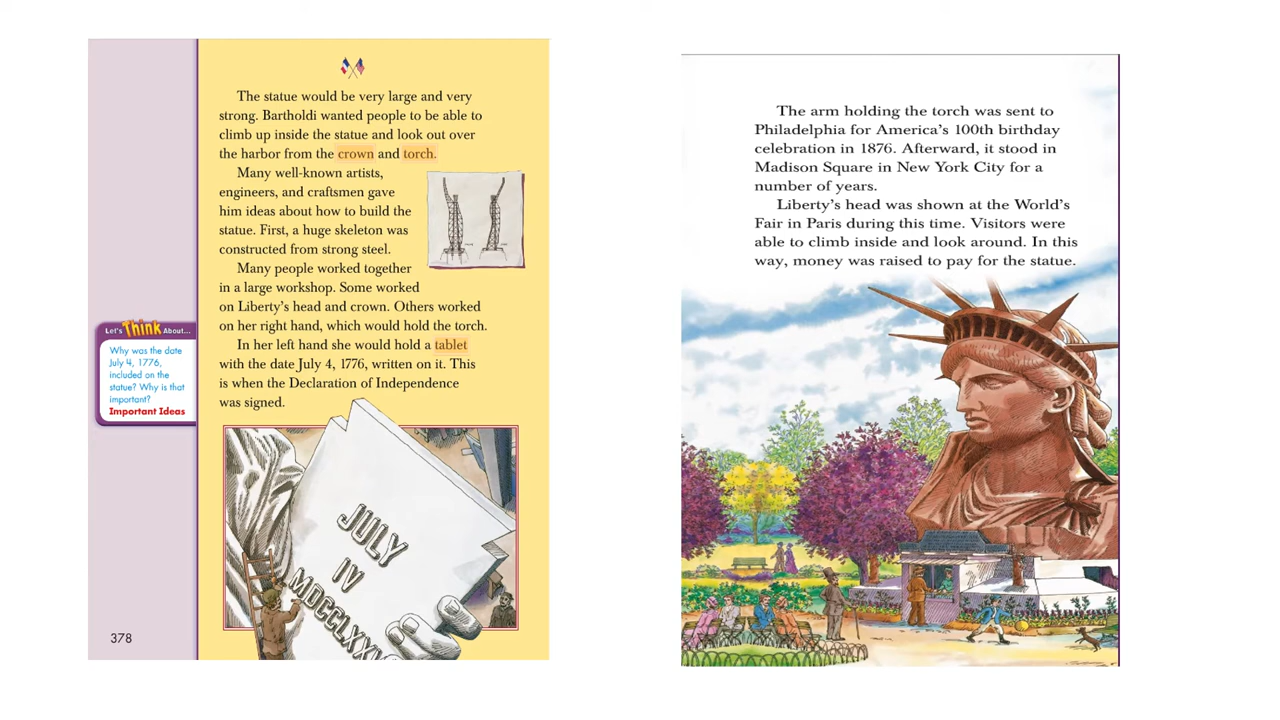 The statue would be very large and very
strong. Bartholdi wanted people to be able to
climb up inside the statue and look out over
the harbor from the crown and torch.
Many well-known artists,
engineers, and craftsmen gave
him ideas about how to build the
statue. First, a huge skeleton was
constructed from strong steel.
Many people worked together
in a large workshop. Some worked
on Liberty's head and crown. Others worked
on her right hand, which would hold the torch.
In her left hand she would hold a tablet
with the date July 4, 1776, written on it. This
is when the Declaration of Independence
was signed.
Let's Think About...
Why was the date
July 4, 1776,
included on the
statue? Why is that
important?
Important Ideas
JULY
IV
MDCCLXXV
378
The arm holding the torch was sent to
Philadelphia for America's 100th birthday
celebration in 1876. Afterward, it stood in
Madison Square in New York City for a
number of years.
Liberty's head was shown at the World's
Fair in Paris during this time. Visitors were
able to climb inside and look around. In this
way, money was raised to pay for the statue.